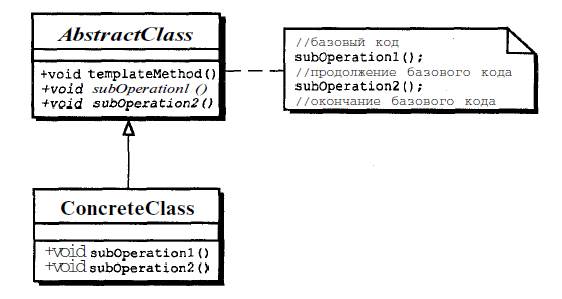 AbstractClass
+void templateMethod()
+void subOperation1()
+void subOperation2()
//базовый код
subOperation1();
//продолжение базового кода
subOperation2();
//окончание базового кода
ConcreteClass
+void subOperation1()
+void subOperation2()